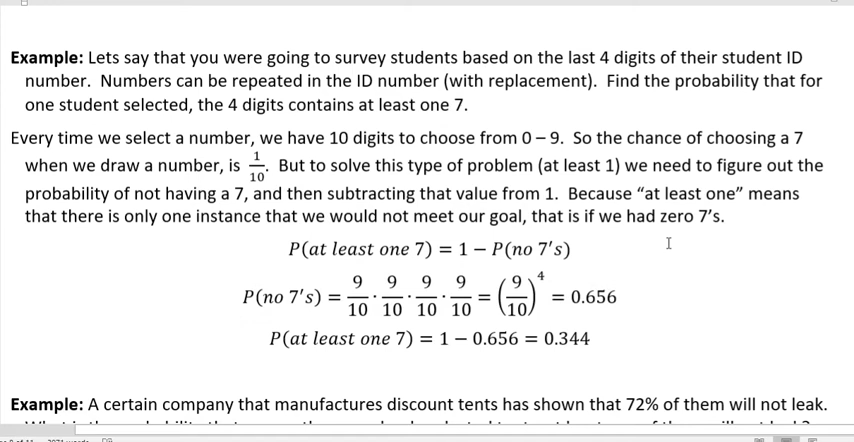 Example: Lets say that you were going to survey students based on the last 4 digits of their student ID
number. Numbers can be repeated in the ID number (with replacement). Find the probability that for
one student selected, the 4 digits contains at least one 7.
Every time we select a number, we have 10 digits to choose from 0 – 9. So the chance of choosing a 7
when we draw a number, is 1/10. But to solve this type of problem (at least 1) we need to figure out the
probability of not having a 7, and then subtracting that value from 1. Because “at least one” means
that there is only one instance that we would not meet our goal, that is if we had zero 7’s.
P(at least one 7) = 1 − P(no 7′s)
P(no 7′s) = 9/10 · 9/10 · 9/10 · 9/10 = (9/10)^4 = 0.656
P(at least one 7) = 1 − 0.656 = 0.344
Example: A certain company that manufactures discount tents has shown that 72% of them will not leak.